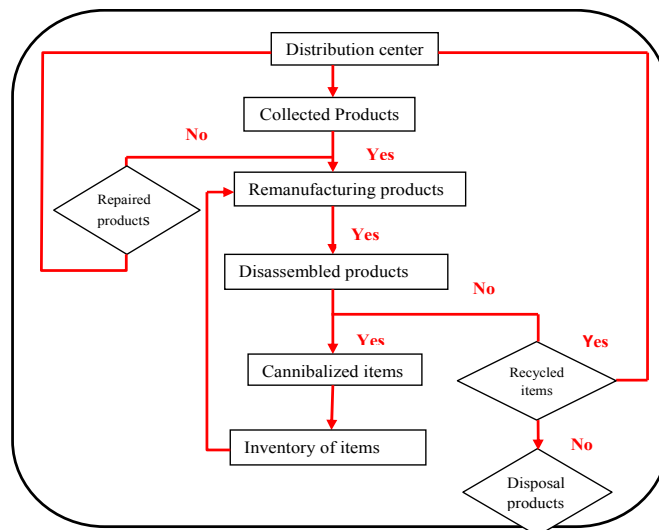 Distribution center
Collected Products
No
Yes
Repaired
products
Remanufacturing products
Yes
Disassembled products
No
Yes
Yes
Cannibalized items
Recycled
items
Inventory of items
No
Disposal
products